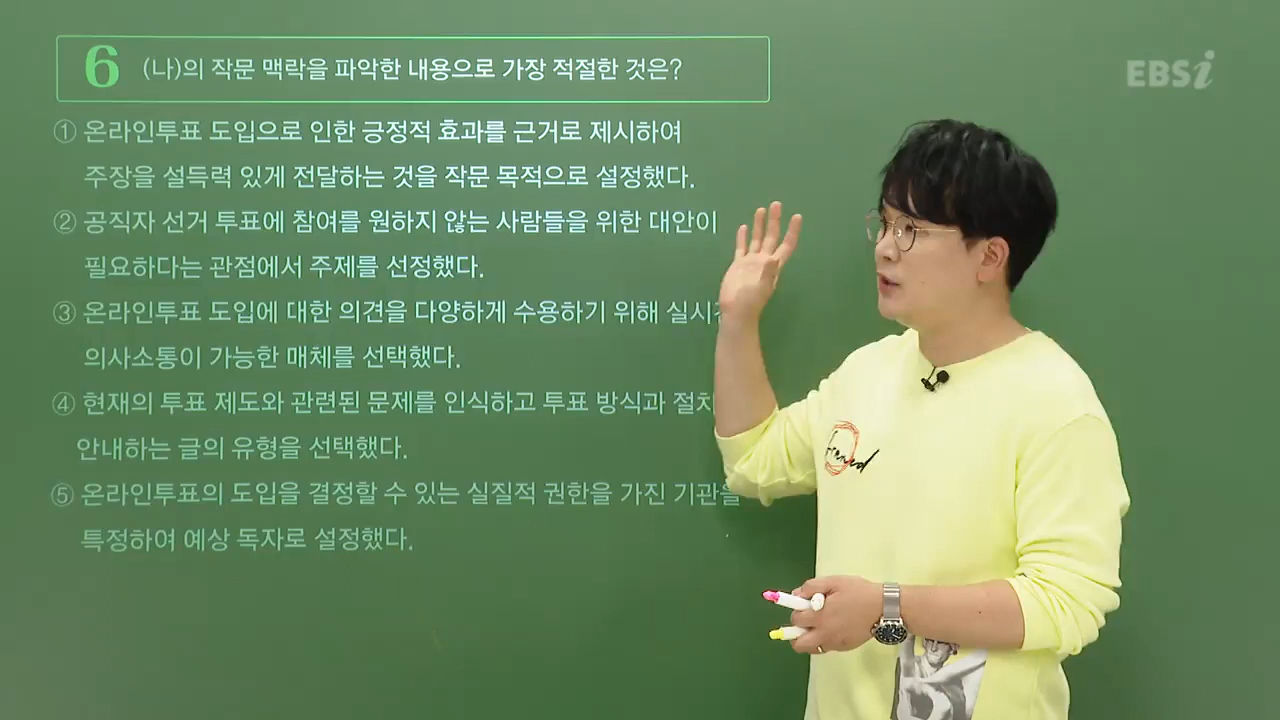 6 (나)의 작문 맥락을 파악한 내용으로 가장 적절한 것은?
EBSi
① 온라인투표 도입으로 인한 긍정적 효과를 근거로 제시하여
주장을 설득력 있게 전달하는 것을 작문 목적으로 설정했다.
② 공직자 선거 투표에 참여를 원하지 않는 사람들을 위한 대안이
필요하다는 관점에서 주제를 선정했다.
③ 온라인투표 도입에 대한 의견을 다양하게 수용하기 위해
의사소통이 가능한 매체를 선택했다.
④ 현재의 투표 제도와 관련된 문제를 인식하고 투표 방식과
안내하는 글의 유형을 선택했다.
⑤ 온라인투표의 도입을 결정할 수 있는 실질적 권한을 가진 기관을
특정하여 예상 독자로 설정했다.